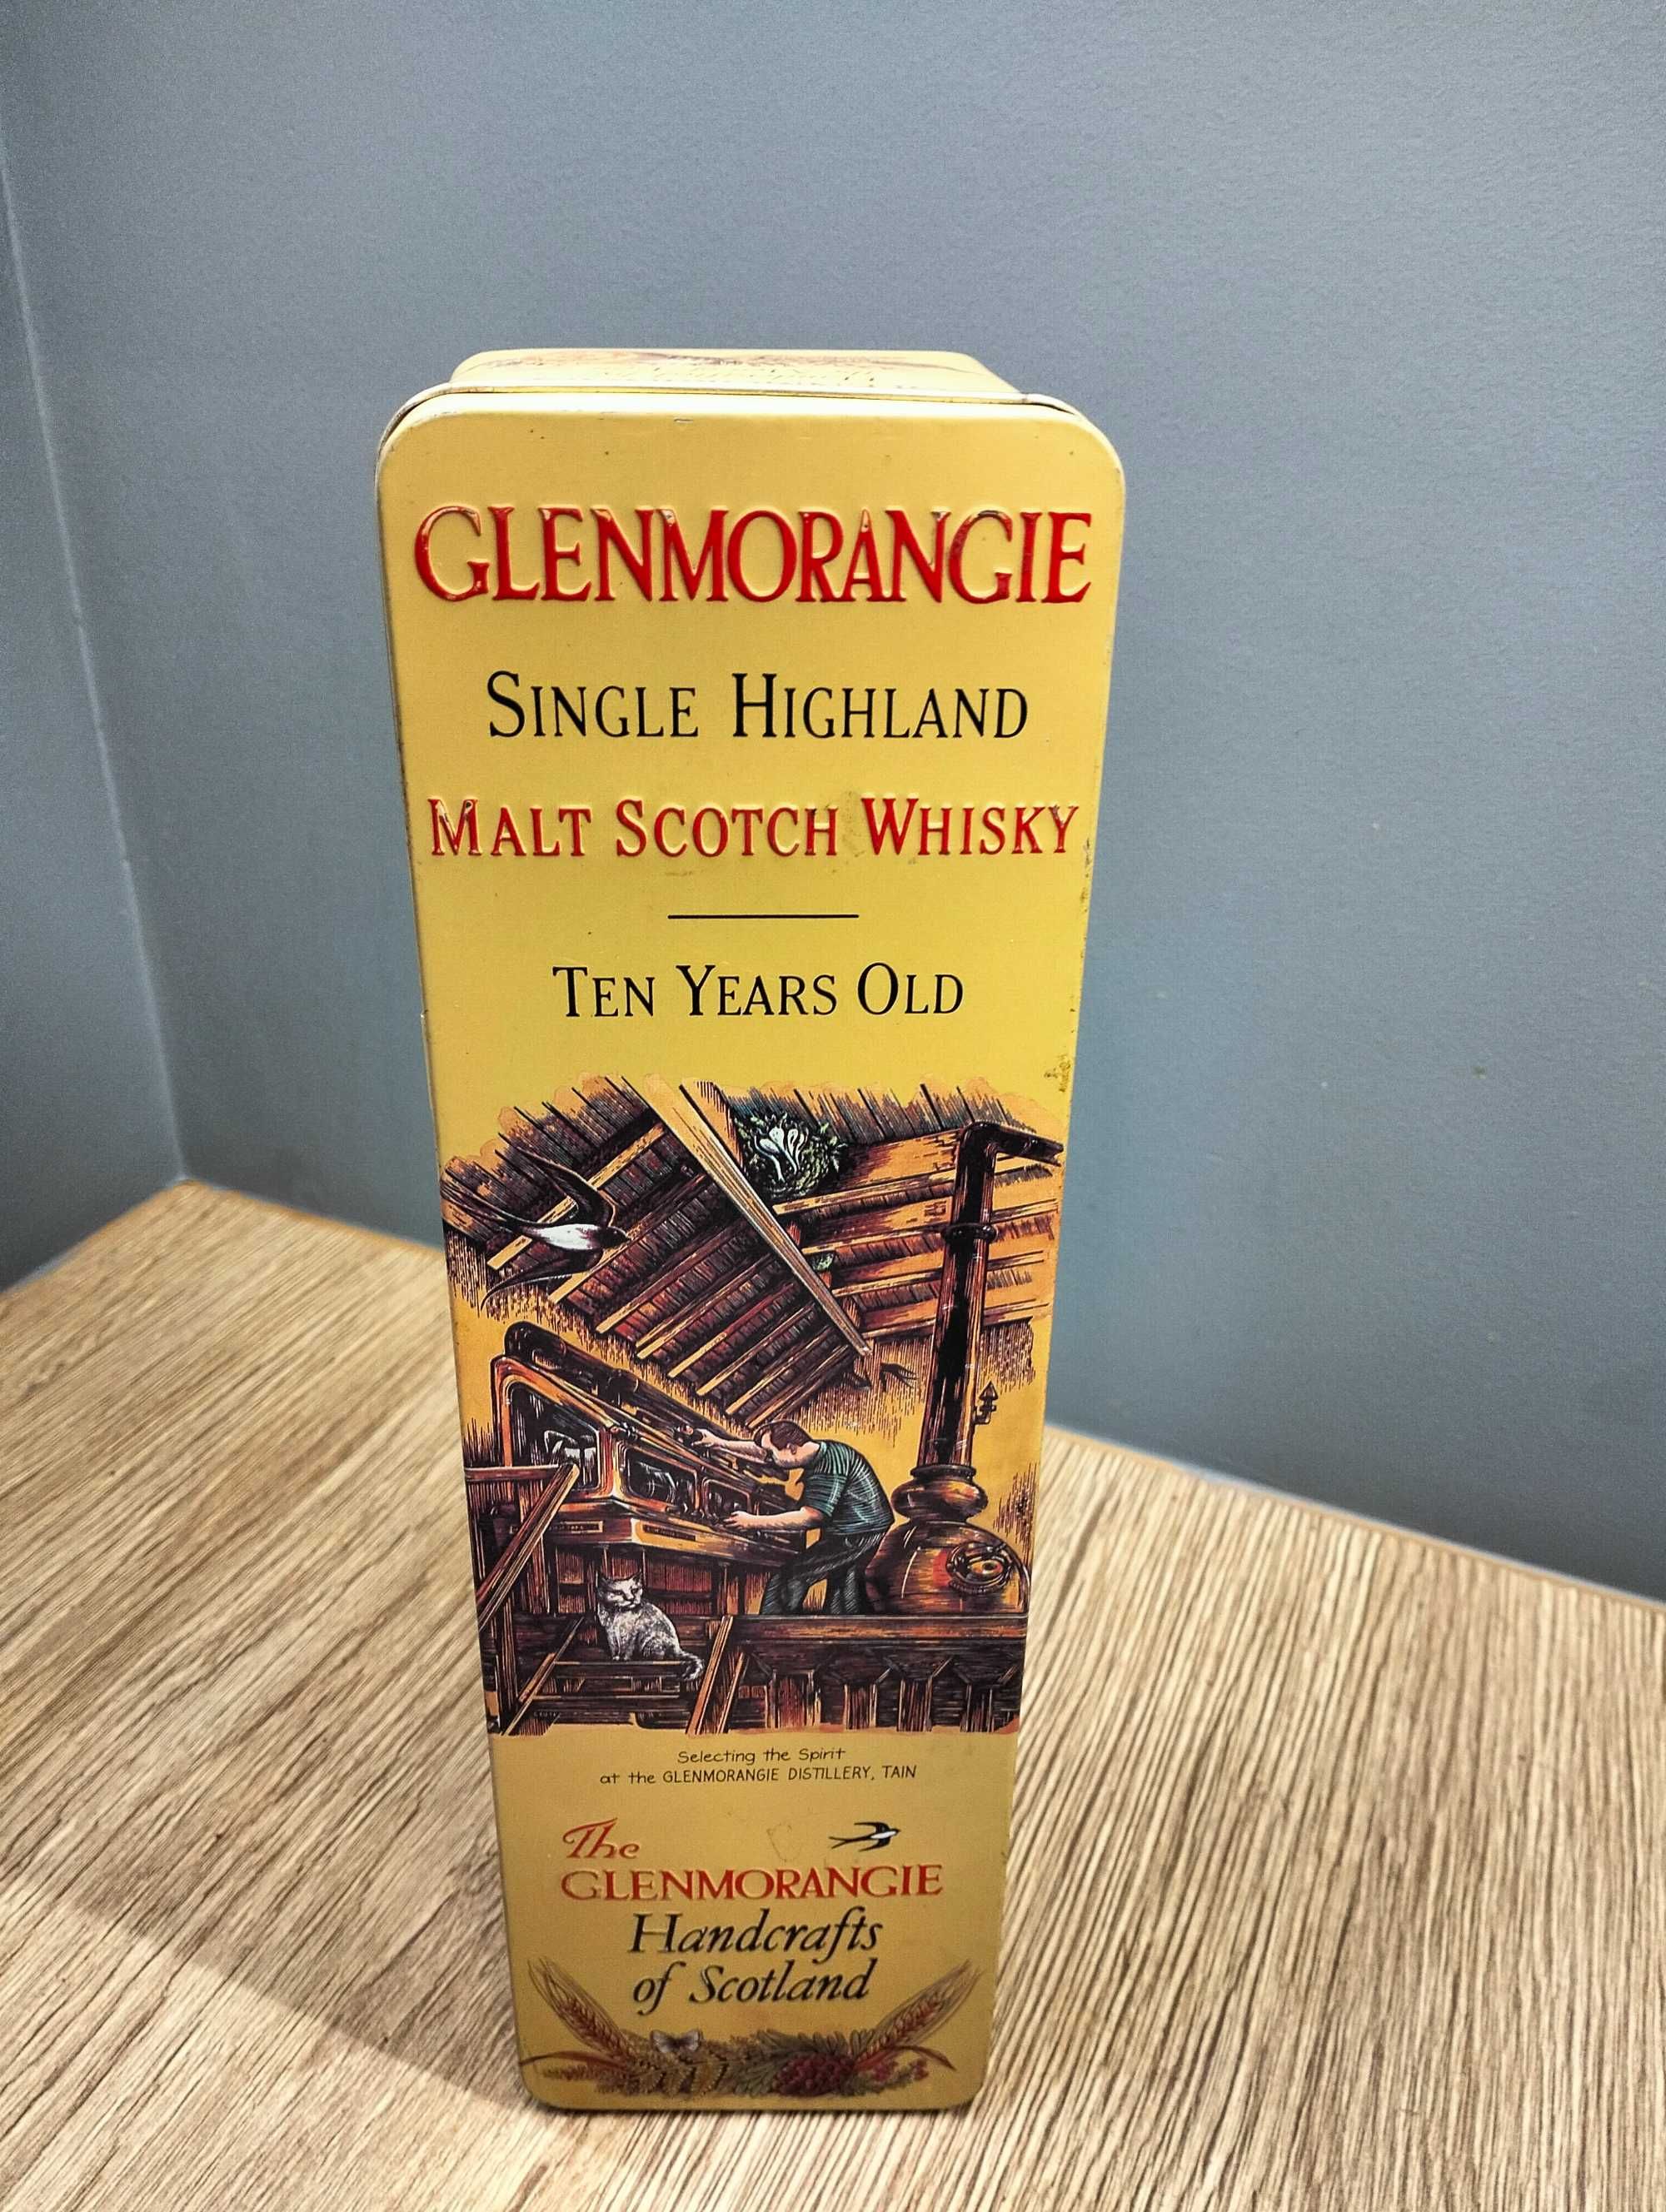 GLENMORANGIE
SINGLE HIGHLAND
MALT SCOTCH WHISKY
TEN YEARS OLD
Selecting the Spirit
at the GLENMORANGIE DISTILLERY, TAIN
The
GLENMORANGIE
Handcrafts
of Scotland